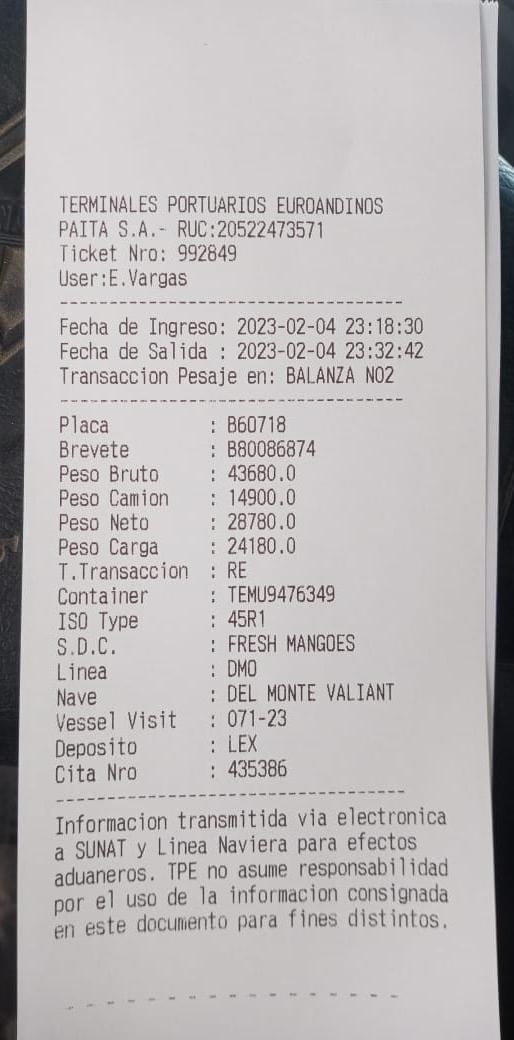 TERMINALES PORTUARIOS EUROANDINOS
PAITA S.A.- RUC:20522473571
Ticket Nro: 992849
User:E.Vargas
--------------------------------
Fecha de Ingreso: 2023-02-04 23:18:30
Fecha de Salida : 2023-02-04 23:32:42
Transaccion Pesaje en: BALANZA NO2
--------------------------------
Placa : B60718
Brevete : B80086874
Peso Bruto : 43680.0
Peso Camion : 14900.0
Peso Neto : 28780.0
Peso Carga : 24180.0
T.Transaccion : RE
Container : TEMU9476349
ISO Type : 45R1
S.D.C. : FRESH MANGOES
Linea : DMO
Nave : DEL MONTE VALIANT
Vessel Visit : 071-23
Deposito : LEX
Cita Nro : 435386
--------------------------------
Informacion transmitida via electronica
a SUNAT y Linea Naviera para efectos
aduaneros. TPE no asume responsabilidad
por el uso de la informacion consignada
en este documento para fines distintos.
- - - - - - - - - - - - - - - - -